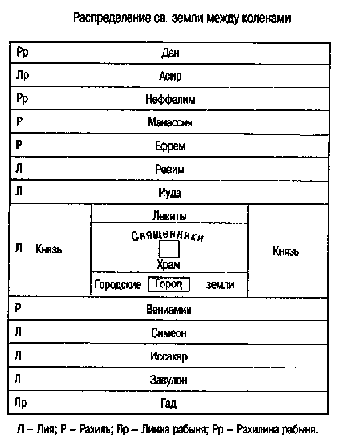 Распределение св. земли между коленами
Рр Дан
Лр Асир
Рр Неффалим
Р Манассия
Р Ефрем
Л Рувим
Л Иуда
Левиты
Священники
Л Князь Князь
Храм
Городские Город земли
Р Вениамин
Л Симеон
Л Иссахар
Л Завулон
Лр Гад
Л – Лия; Р – Рахиль; Лр – Лиина рабыня; Рр – Рахилина рабыня.